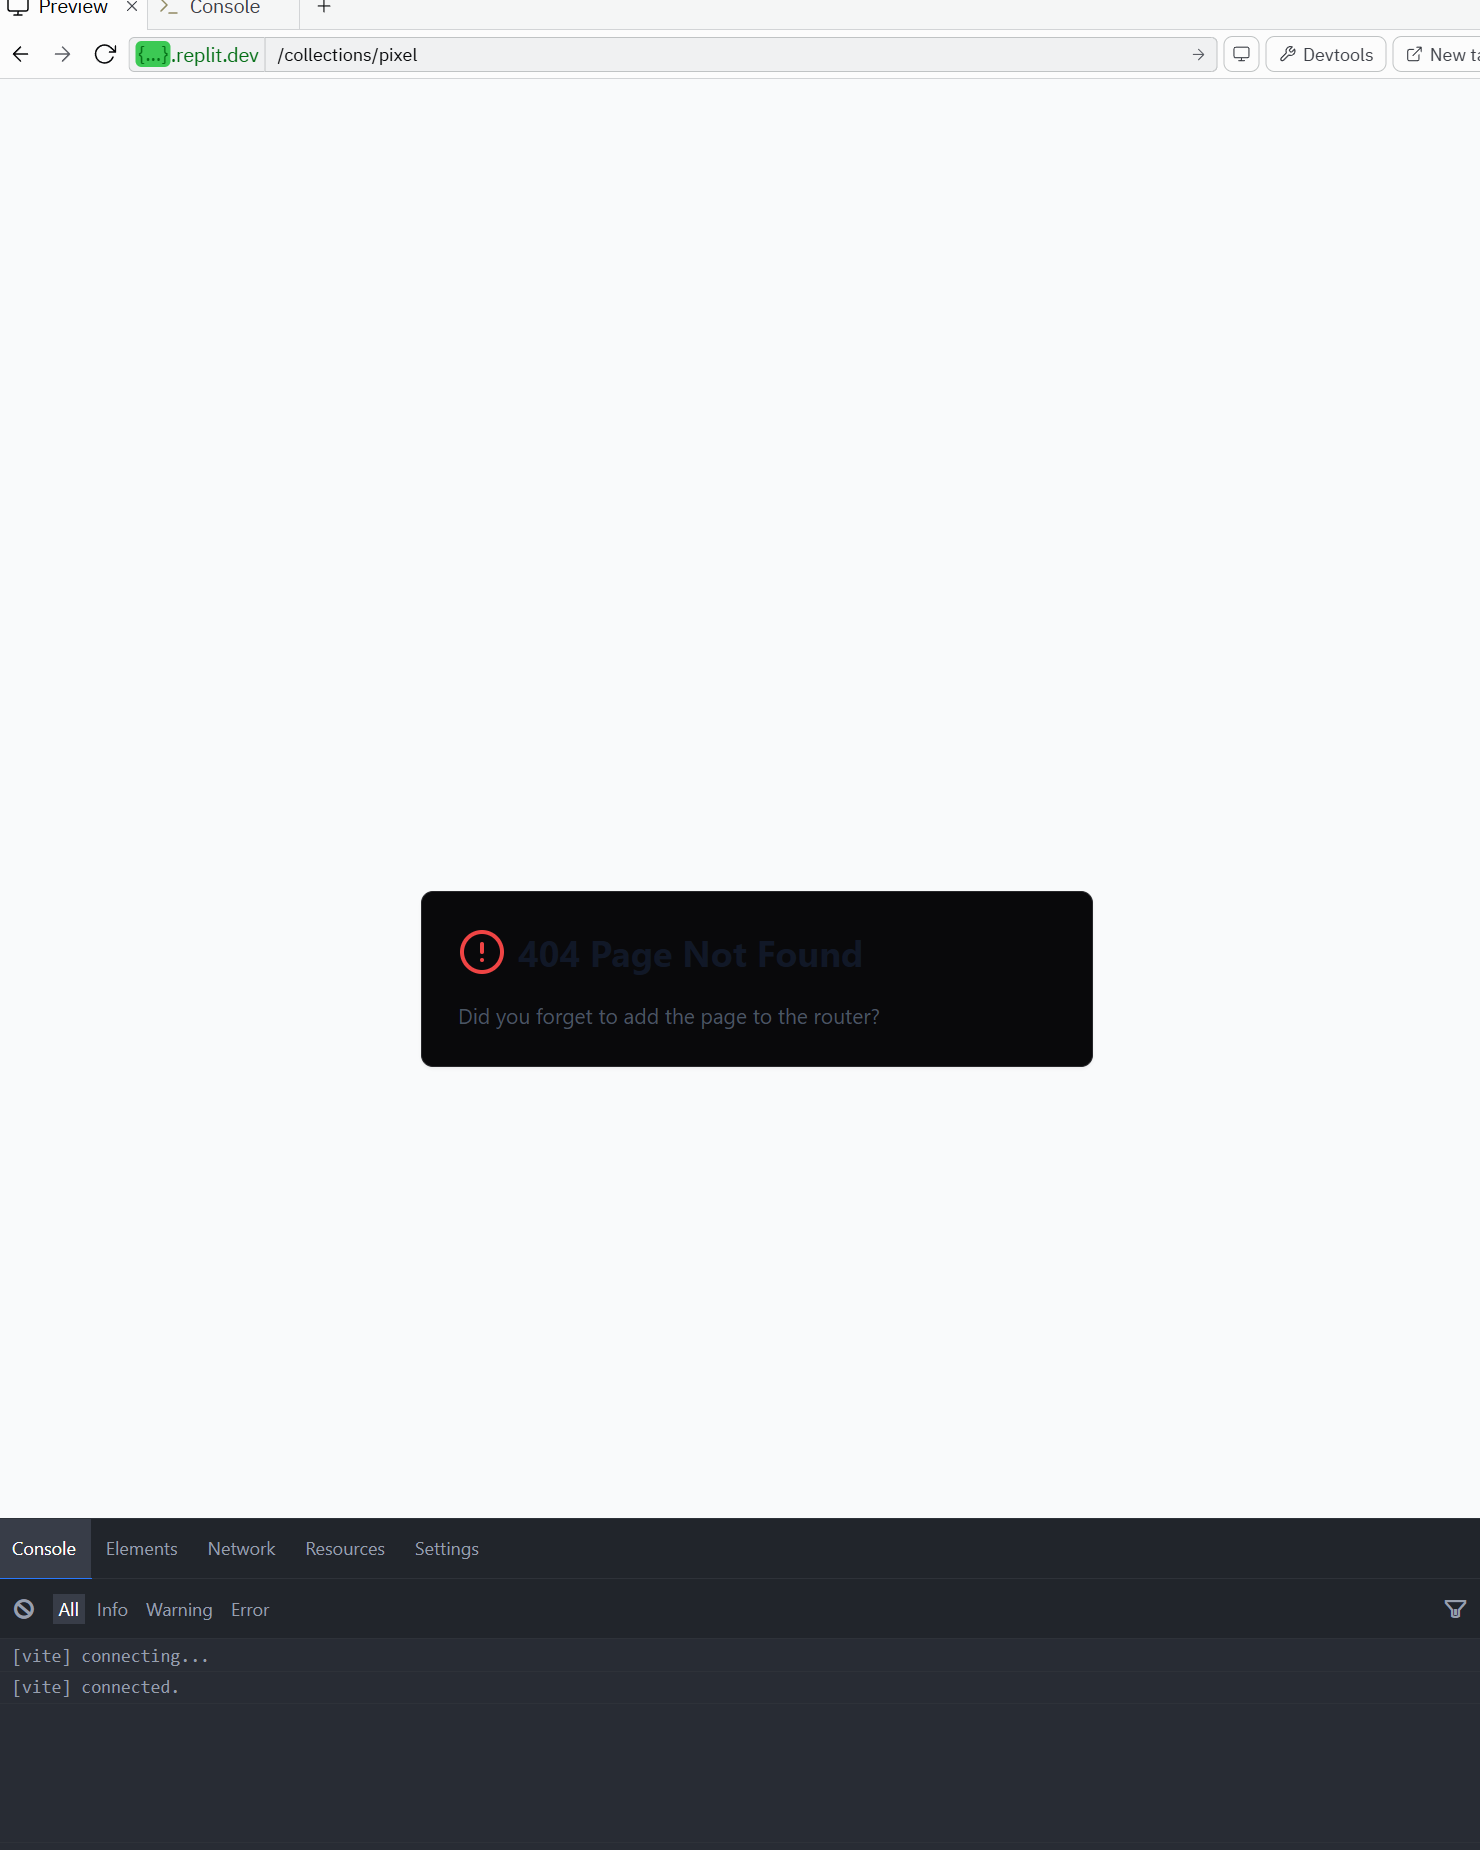 Preview
Console
{...}.replit.dev /collections/pixel
Devtools
New ta
404 Page Not Found
Did you forget to add the page to the router?
Console Elements Network Resources Settings
All Info Warning Error
[vite] connecting...
[vite] connected.